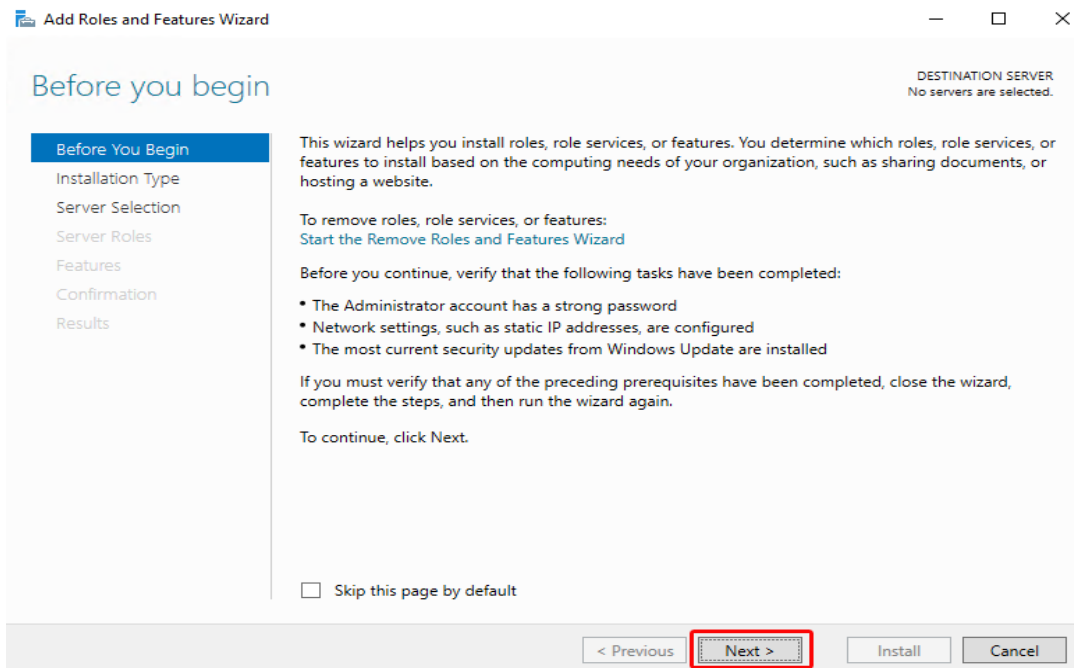 Add Roles and Features Wizard
Before you begin
DESTINATION SERVER
No servers are selected.
Before You Begin
Installation Type
Server Selection
Server Roles
Features
Confirmation
Results
This wizard helps you install roles, role services, or features. You determine which roles, role services, or
features to install based on the computing needs of your organization, such as sharing documents, or
hosting a website.
To remove roles, role services, or features:
Start the Remove Roles and Features Wizard
Before you continue, verify that the following tasks have been completed:
• The Administrator account has a strong password
• Network settings, such as static IP addresses, are configured
• The most current security updates from Windows Update are installed
If you must verify that any of the preceding prerequisites have been completed, close the wizard,
complete the steps, and then run the wizard again.
To continue, click Next.
Skip this page by default
< Previous
Next >
Install
Cancel